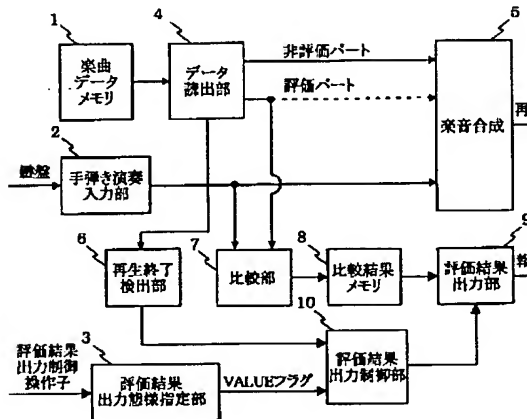 1
楽曲
データ
メモリ
4
データ
読出部
非評価パート
評価パート
5
楽音合成
再
2
鍵盤
手弾き演奏
入力部
6
再生終了
検出部
7
比較部
8
比較結果
メモリ
9
評価結果
出力部
10
評価結果
出力制御部
評価結果
出力制御
操作子
3
評価結果
出力態様指定部
VALUEフラグ